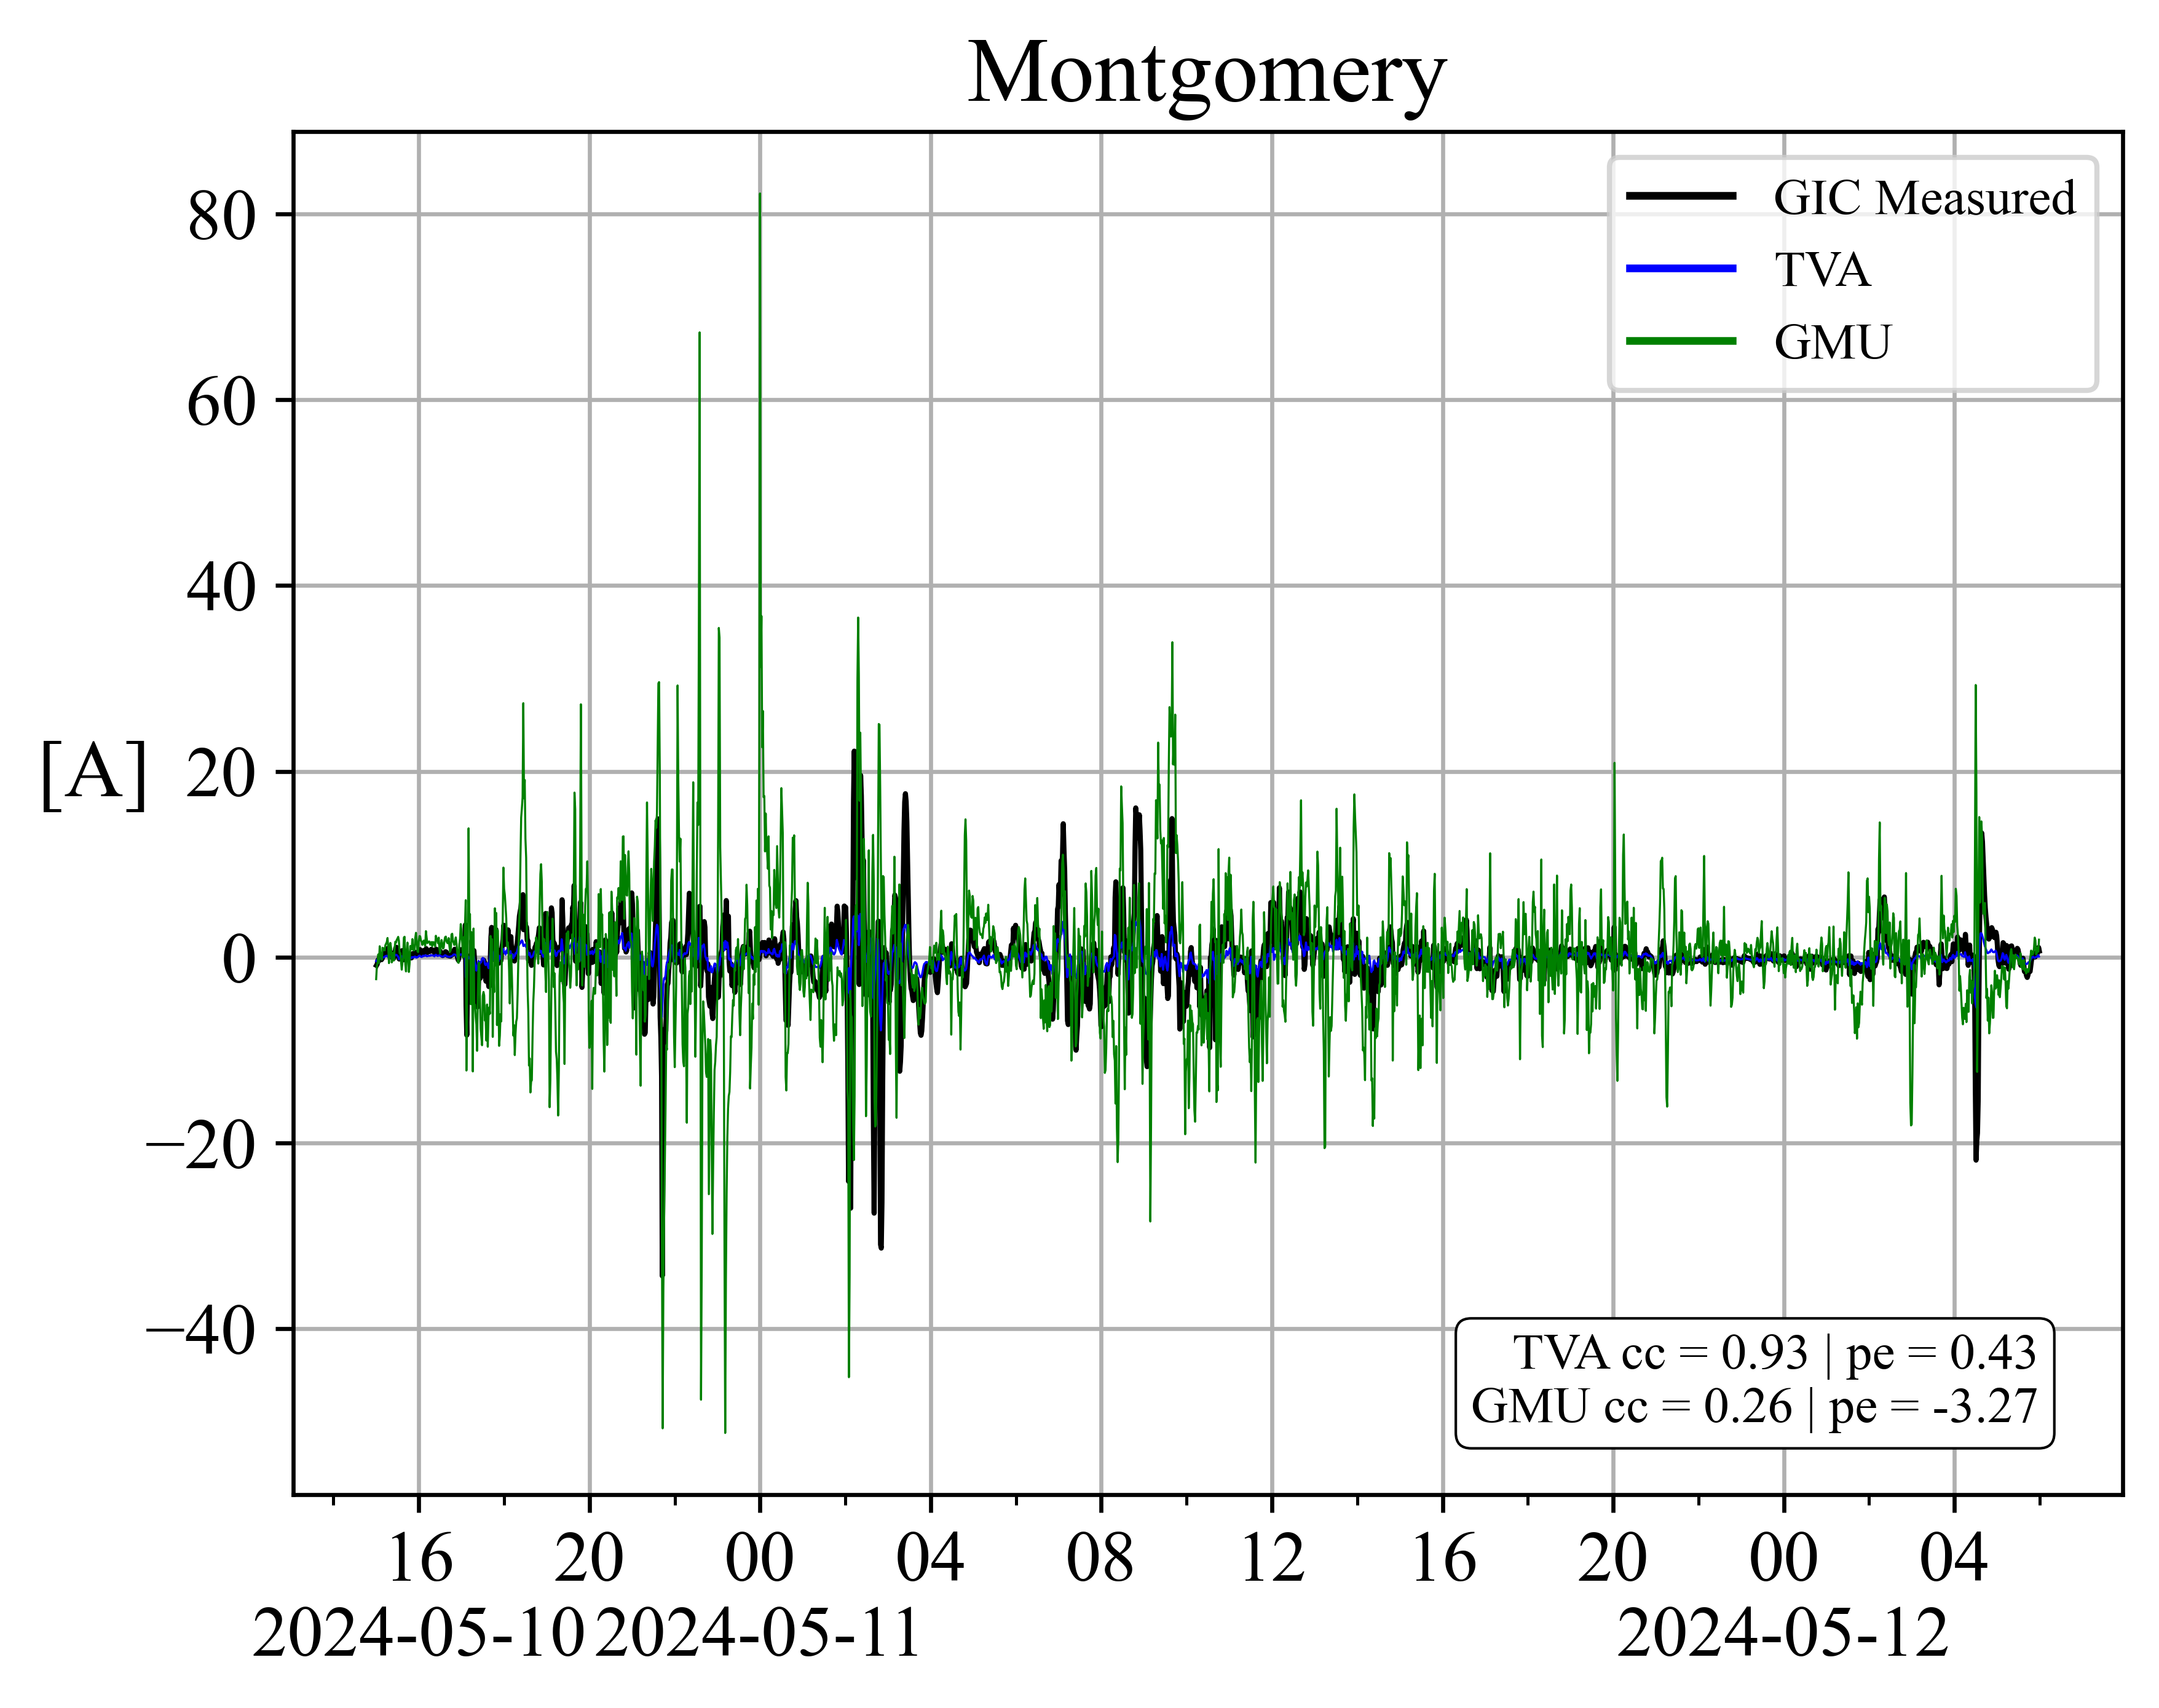 Montgomery
GIC Measured
TVA
GMU
80
60
40
[A]
20
0
−20
−40
TVA cc = 0.93 | pe = 0.43
GMU cc = 0.26 | pe = -3.27
16 20 00 04 08 12 16 20 00 04
2024-05-10 2024-05-11 2024-05-12